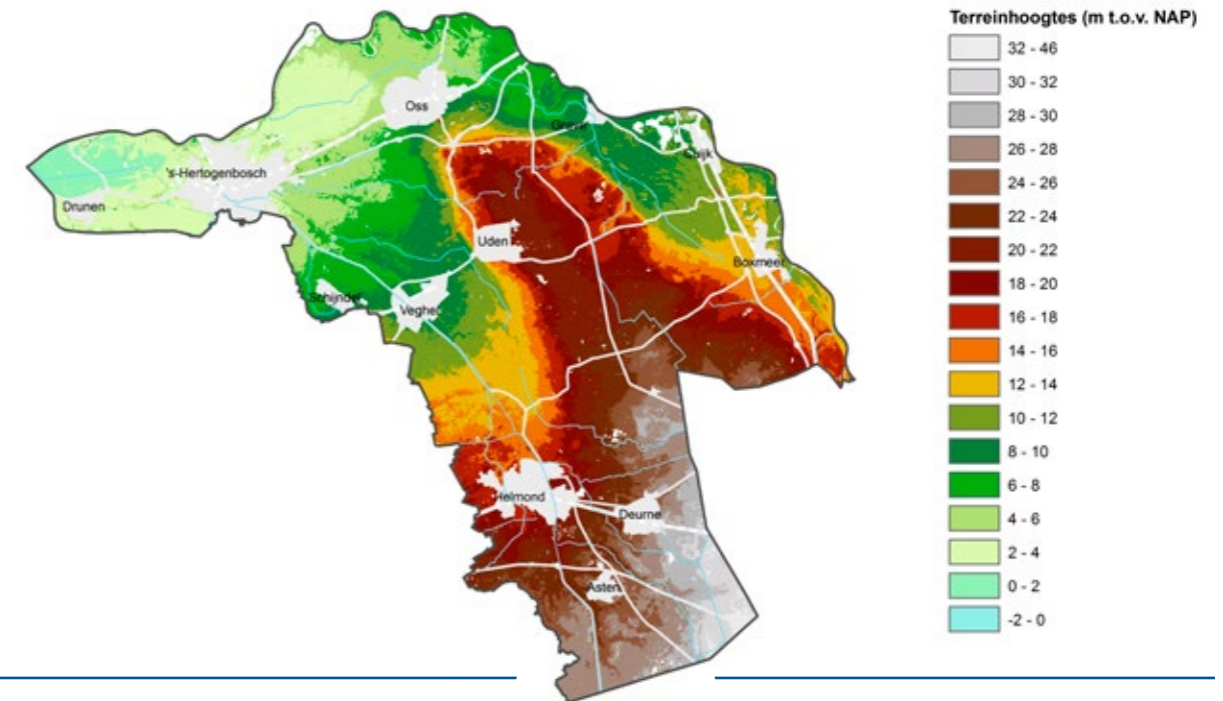 Terreinhoogtes (m t.o.v. NAP)
32 - 46
30 - 32
28 - 30
26 - 28
24 - 26
22 - 24
20 - 22
18 - 20
16 - 18
14 - 16
12 - 14
10 - 12
8 - 10
6 - 8
4 - 6
2 - 4
0 - 2
-2 - 0
Oss
Grave
Cuijk
's-Hertogenbosch
Drunen
Uden
Boxmeer
Schijndel
Veghel
Helmond
Deurne
Asten